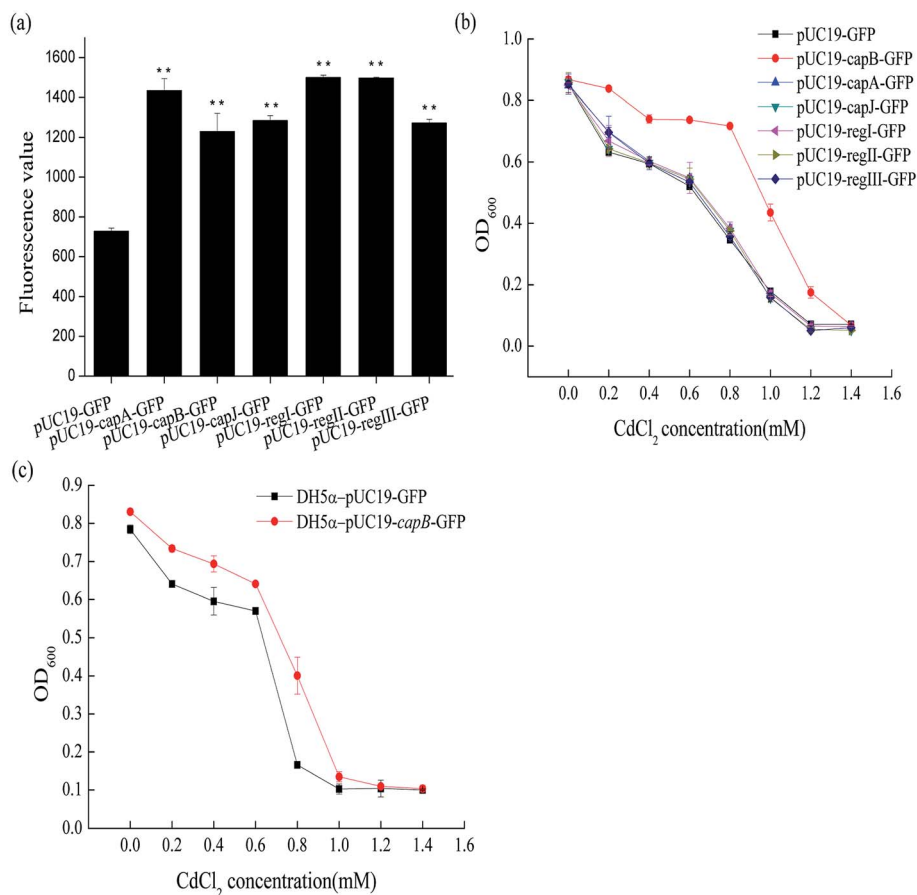 (a)
1600
1400
1200
1000
800
600
400
200
0
Fluorescence value
**
**
**
**
**
**
pUC19-GFP
pUC19-capA-GFP
pUC19-capB-GFP
pUC19-capJ-GFP
pUC19-regI-GFP
pUC19-regII-GFP
pUC19-regIII-GFP
(b)
pUC19-GFP
pUC19-capB-GFP
pUC19-capA-GFP
pUC19-capJ-GFP
pUC19-regI-GFP
pUC19-regII-GFP
pUC19-regIII-GFP
1.0
0.8
0.6
0.4
0.2
0.0
OD600
0.0 0.2 0.4 0.6 0.8 1.0 1.2 1.4 1.6
CdCl2 concentration(mM)
(c)
DH5α–pUC19-GFP
DH5α–pUC19-capB-GFP
0.9
0.8
0.7
0.6
0.5
0.4
0.3
0.2
0.1
0.0
OD600
0.0 0.2 0.4 0.6 0.8 1.0 1.2 1.4 1.6
CdCl2 concentration(mM)